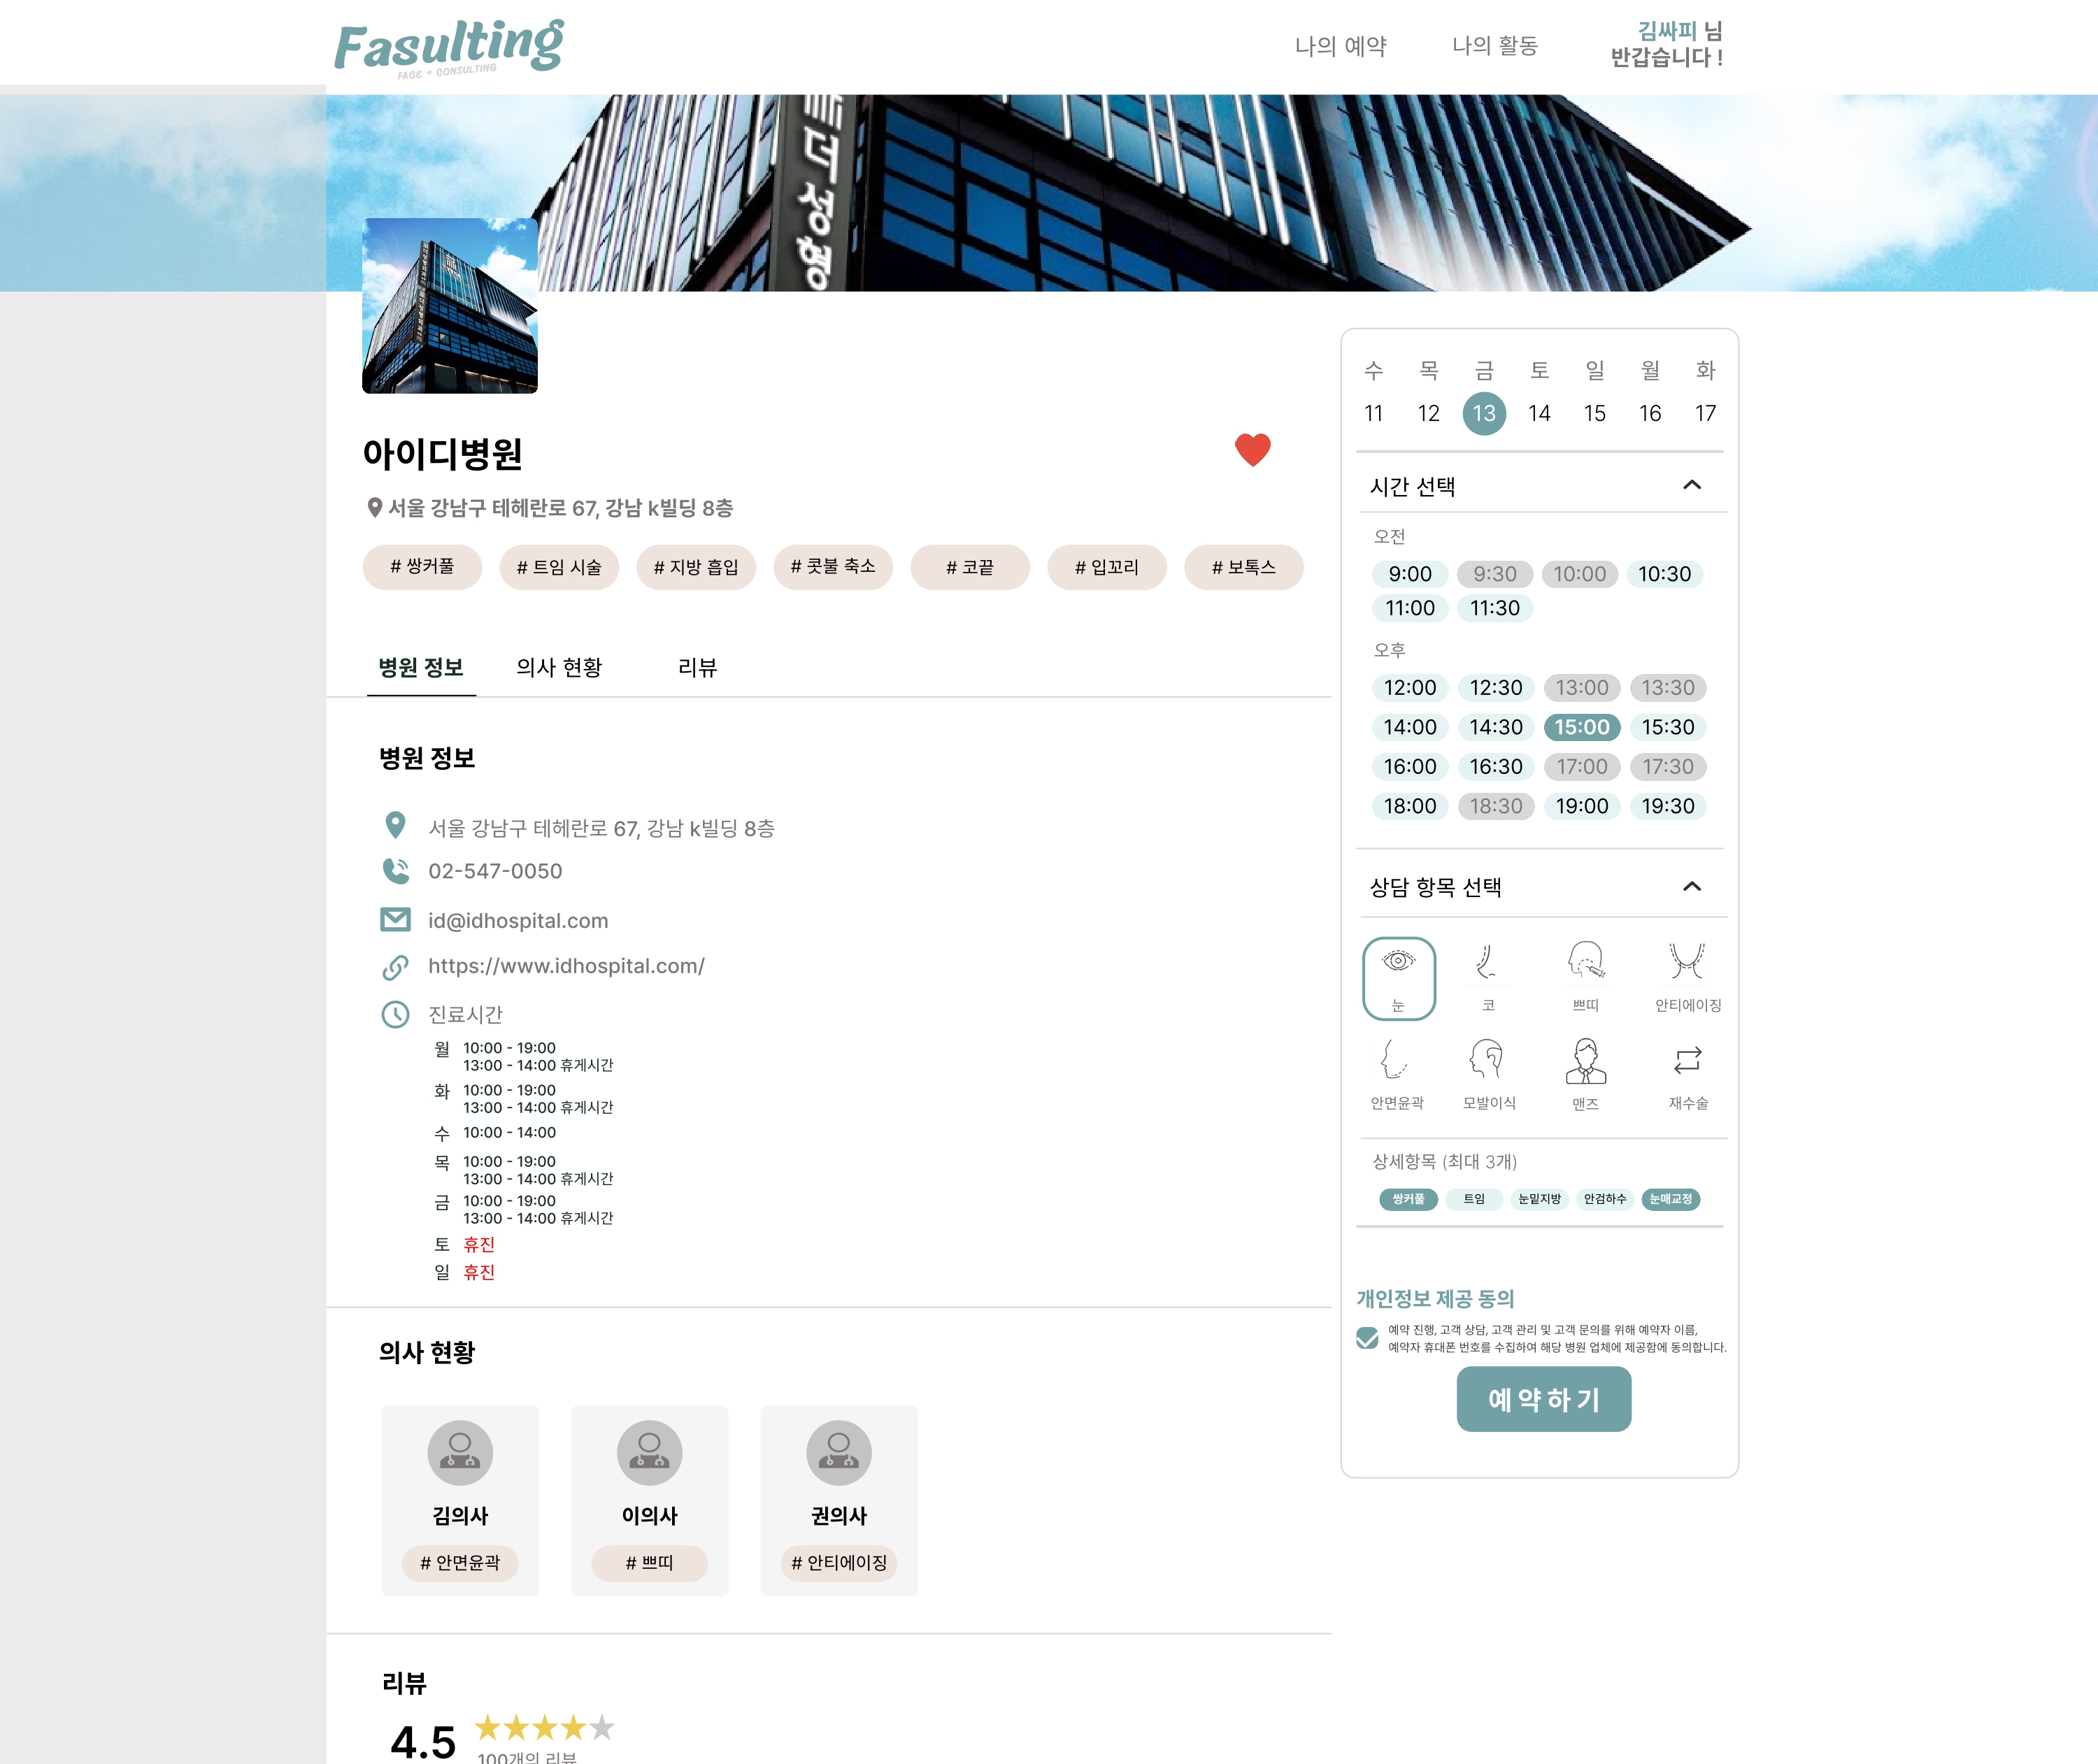 Fasulting
FACE + CONSULTING
나의 예약
나의 활동
김싸피 님
반갑습니다 !
성형
아이디병원
서울 강남구 테헤란로 67, 강남 k빌딩 8층
# 쌍커풀
# 트임 시술
# 지방 흡입
# 콧불 축소
# 코끝
# 입꼬리
# 보톡스
병원 정보
의사 현황
리뷰
병원 정보
서울 강남구 테헤란로 67, 강남 k빌딩 8층
02-547-0050
id@idhospital.com
https://www.idhospital.com/
진료시간
월 10:00 - 19:00
13:00 - 14:00 휴게시간
화 10:00 - 19:00
13:00 - 14:00 휴게시간
수 10:00 - 14:00
목 10:00 - 19:00
13:00 - 14:00 휴게시간
금 10:00 - 19:00
13:00 - 14:00 휴게시간
토 휴진
일 휴진
의사 현황
김의사
# 안면윤곽
이의사
# 쁘띠
권의사
# 안티에이징
리뷰
4.5
100개의 리뷰
수 목 금 토 일 월 화
11 12 13 14 15 16 17
시간 선택
오전
9:00 9:30 10:00 10:30
11:00 11:30
오후
12:00 12:30 13:00 13:30
14:00 14:30 15:00 15:30
16:00 16:30 17:00 17:30
18:00 18:30 19:00 19:30
상담 항목 선택
눈 코 쁘띠 안티에이징
안면윤곽 모발이식 맨즈 재수술
상세항목 (최대 3개)
쌍커풀 트임 눈밑지방 안검하수 눈매교정
개인정보 제공 동의
예약 진행, 고객 상담, 고객 관리 및 고객 문의를 위해 예약자 이름,
예약자 휴대폰 번호를 수집하여 해당 병원 업체에 제공함에 동의합니다.
예약하기